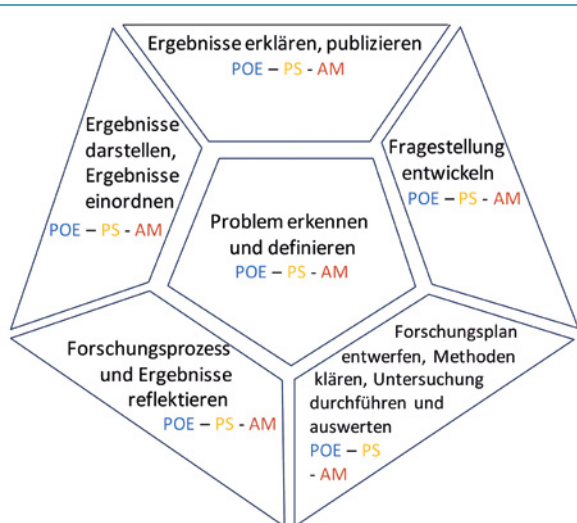 Ergebnisse erklären, publizieren
POE – PS - AM
Ergebnisse
darstellen,
Ergebnisse
einordnen
POE – PS - AM
Fragestellung
entwickeln
POE – PS - AM
Problem erkennen
und definieren
POE – PS - AM
Forschungsprozess
und Ergebnisse
reflektieren
POE – PS - AM
Forschungsplan
entwerfen, Methoden
klären, Untersuchung
durchführen und
auswerten
POE – PS
- AM